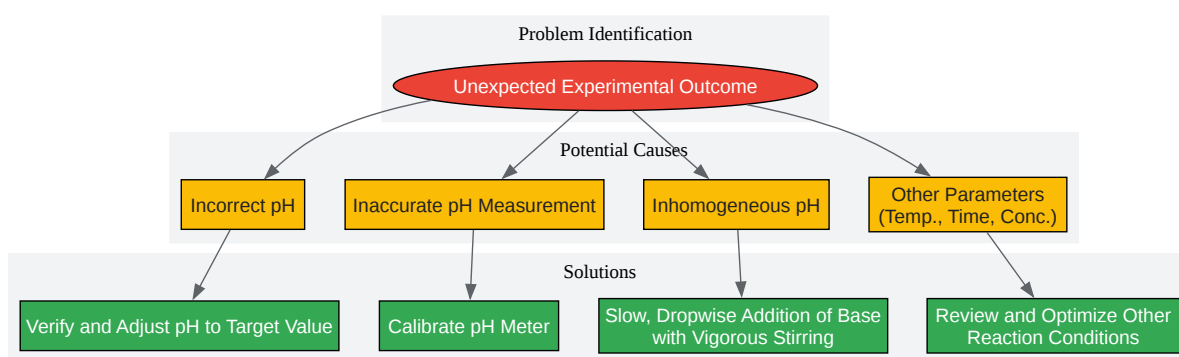 Problem Identification
Unexpected Experimental Outcome
Potential Causes
Incorrect pH
Inaccurate pH Measurement
Inhomogeneous pH
Other Parameters
(Temp., Time, Conc.)
Solutions
Verify and Adjust pH to Target Value
Calibrate pH Meter
Slow, Dropwise Addition of Base
with Vigorous Stirring
Review and Optimize Other
Reaction Conditions